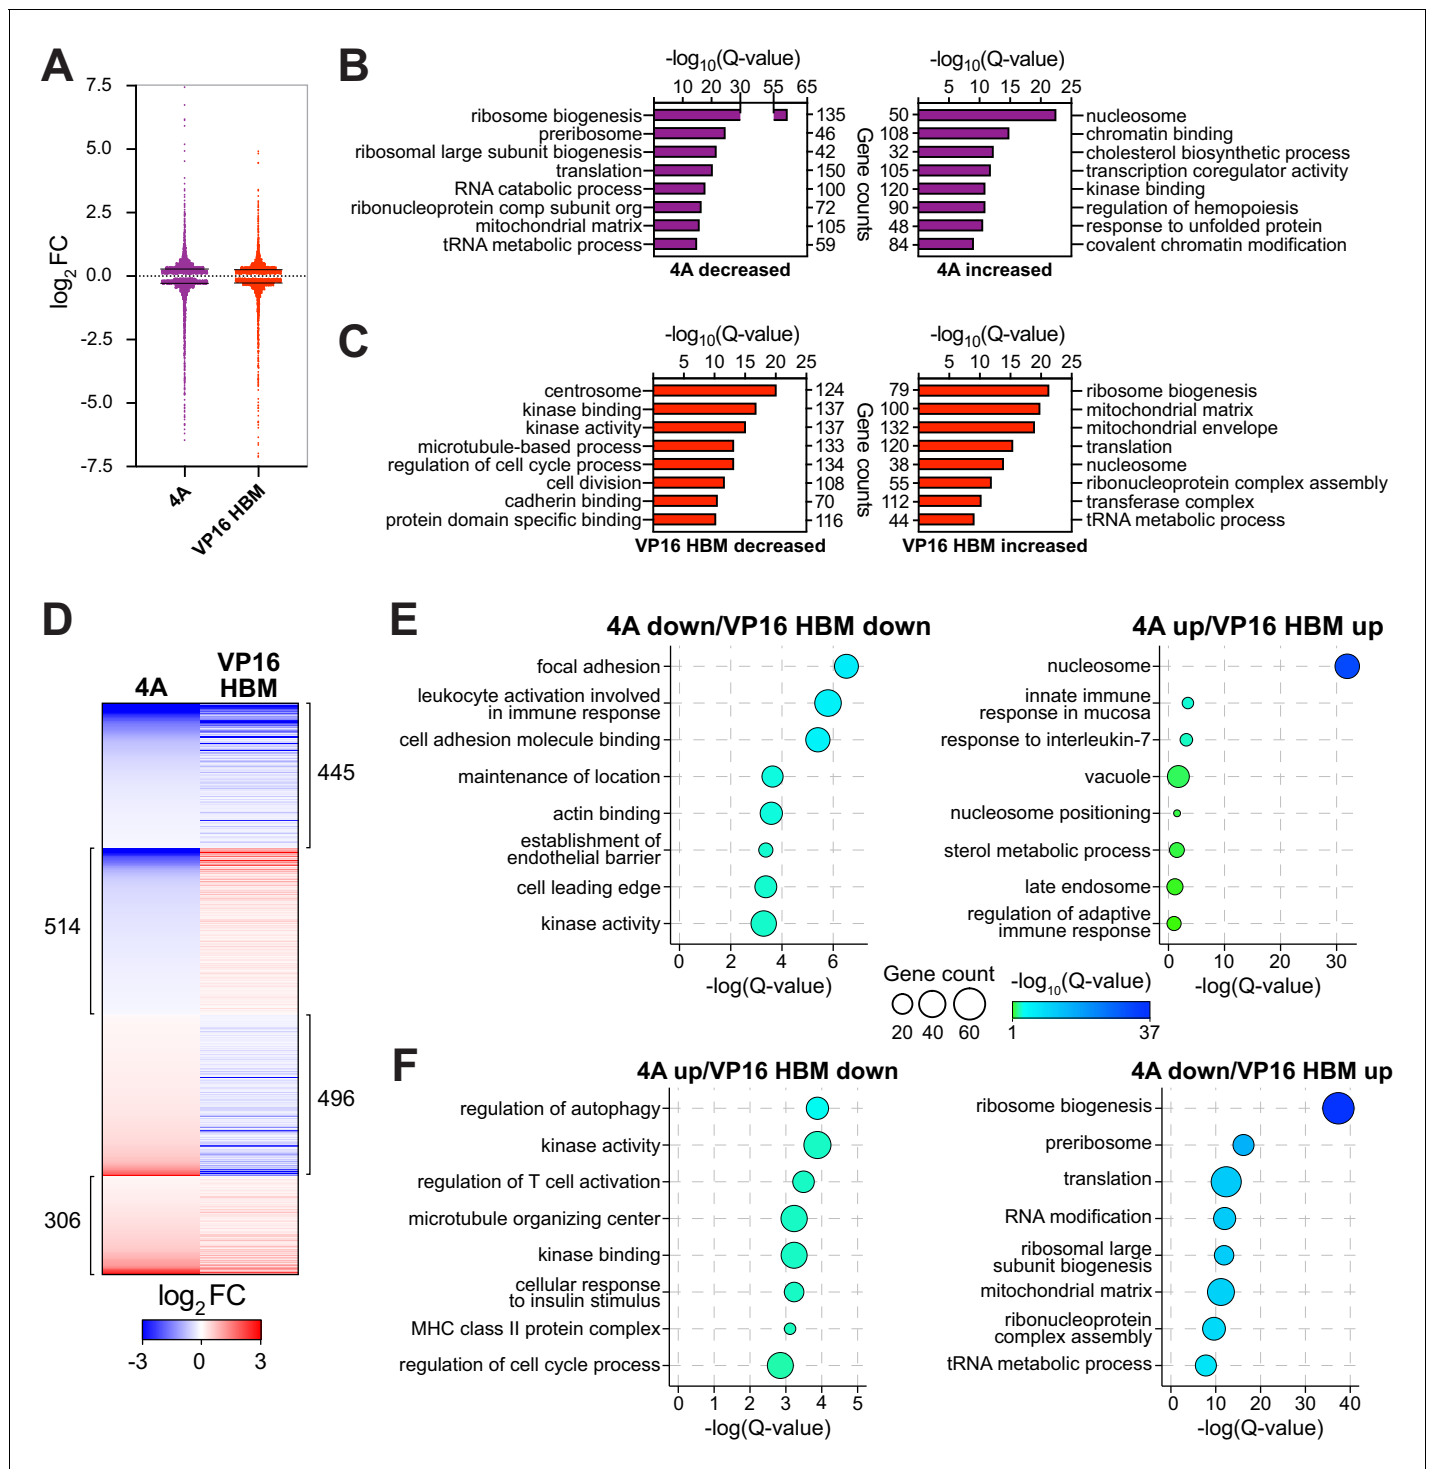 A
7.5
5.0
2.5
0.0
-2.5
-5.0
-7.5
log2 FC
4A
VP16 HBM
B
-log10(Q-value)
10 20 30 55 65
ribosome biogenesis 135
preribosome 46
ribosomal large subunit biogenesis 42
translation 150
RNA catabolic process 100
ribonucleoprotein comp subunit org 72
mitochondrial matrix 105
tRNA metabolic process 59
4A decreased
Gene counts
-log10(Q-value)
5 10 15 20 25
50 nucleosome
108 chromatin binding
32 cholesterol biosynthetic process
105 transcription coregulator activity
120 kinase binding
90 regulation of hemopoiesis
48 response to unfolded protein
84 covalent chromatin modification
4A increased
C
-log10(Q-value)
5 10 15 20 25
centrosome 124
kinase binding 137
kinase activity 137
microtubule-based process 133
regulation of cell cycle process 134
cell division 108
cadherin binding 70
protein domain specific binding 116
VP16 HBM decreased
Gene counts
-log10(Q-value)
5 10 15 20 25
79 ribosome biogenesis
100 mitochondrial matrix
132 mitochondrial envelope
120 translation
38 nucleosome
55 ribonucleoprotein complex assembly
112 transferase complex
44 tRNA metabolic process
VP16 HBM increased
D
4A
VP16
HBM
445
514
496
306
log2 FC
-3 0 3
E
4A down/VP16 HBM down
focal adhesion
leukocyte activation involved
in immune response
cell adhesion molecule binding
maintenance of location
actin binding
establishment of
endothelial barrier
cell leading edge
kinase activity
0 2 4 6
-log(Q-value)
4A up/VP16 HBM up
nucleosome
innate immune
response in mucosa
response to interleukin-7
vacuole
nucleosome positioning
sterol metabolic process
late endosome
regulation of adaptive
immune response
0 10 20 30
-log(Q-value)
Gene count
20 40 60
-log10(Q-value)
1 37
F
4A up/VP16 HBM down
regulation of autophagy
kinase activity
regulation of T cell activation
microtubule organizing center
kinase binding
cellular response
to insulin stimulus
MHC class II protein complex
regulation of cell cycle process
0 1 2 3 4 5
-log(Q-value)
4A down/VP16 HBM up
ribosome biogenesis
preribosome
translation
RNA modification
ribosomal large
subunit biogenesis
mitochondrial matrix
ribonucleoprotein
complex assembly
tRNA metabolic process
0 10 20 30 40
-log(Q-value)